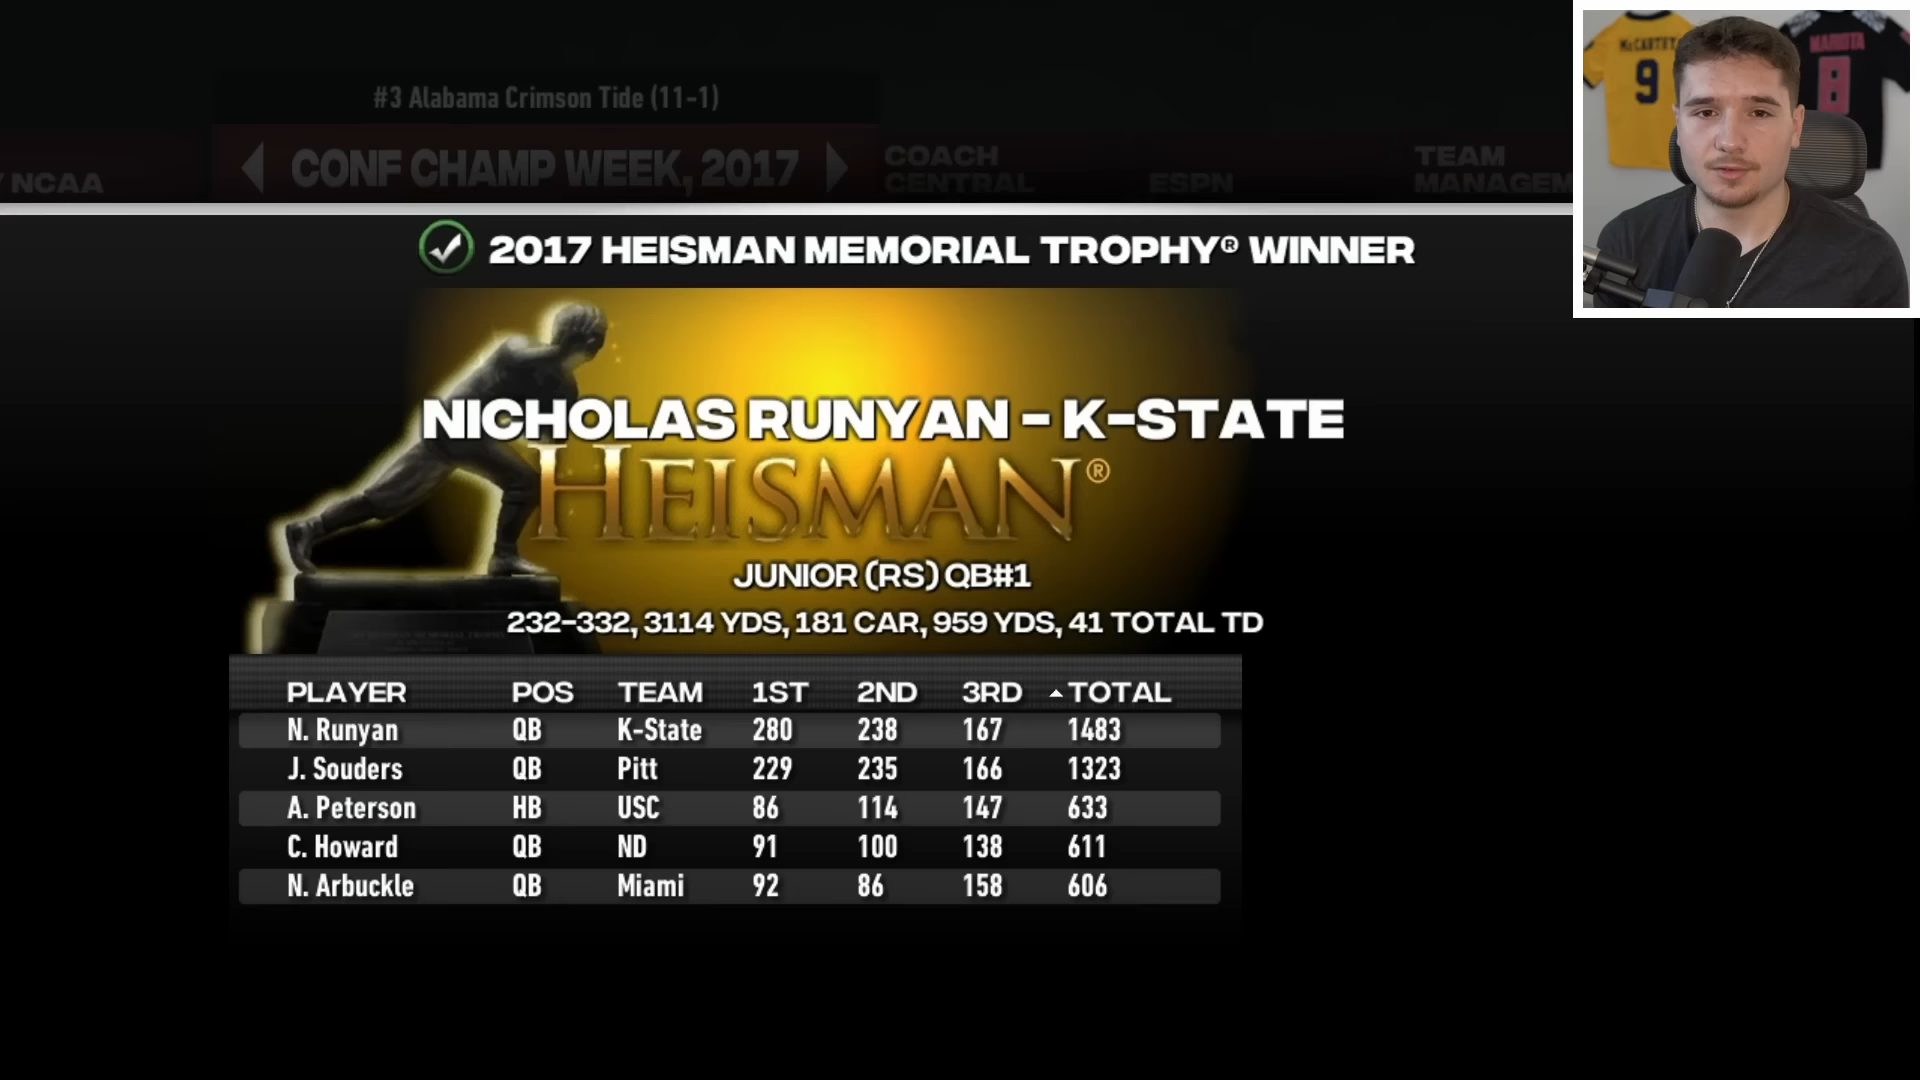 #3 Alabama Crimson Tide (11-1)
NCAA
CONF CHAMP WEEK, 2017
COACH CENTRAL
ESPN
TEAM
McCARTHY
9
MARIOTA
8
2017 HEISMAN MEMORIAL TROPHY® WINNER
NICHOLAS RUNYAN - K-STATE
HEISMAN®
JUNIOR (RS) QB#1
232-332, 3114 YDS, 181 CAR, 959 YDS, 41 TOTAL TD
PLAYER POS TEAM 1ST 2ND 3RD TOTAL
N. Runyan QB K-State 280 238 167 1483
J. Souders QB Pitt 229 235 166 1323
A. Peterson HB USC 86 114 147 633
C. Howard QB ND 91 100 138 611
N. Arbuckle QB Miami 92 86 158 606